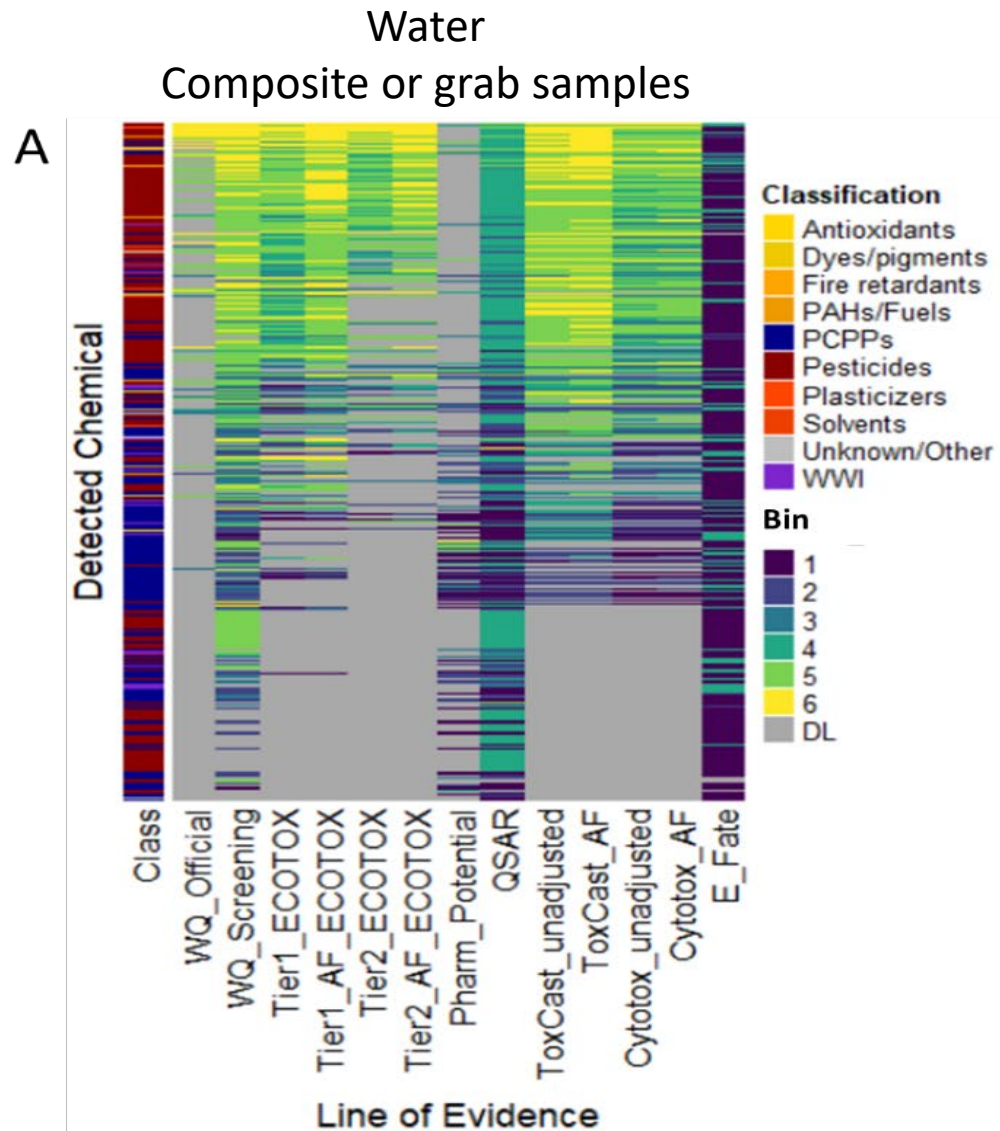 Water
Composite or grab samples
A
Detected Chemical
Classification
Antioxidants
Dyes/pigments
Fire retardants
PAHs/Fuels
PCPPs
Pesticides
Plasticizers
Solvents
Unknown/Other
WWI
Bin
1
2
3
4
5
6
DL
Class
WQ_Official
WQ_Screening
Tier1_ECOTOX
Tier1_AF_ECOTOX
Tier2_ECOTOX
Tier2_AF_ECOTOX
Pharm_Potential
QSAR
ToxCast_unadjusted
ToxCast_AF
Cytotox_unadjusted
Cytotox_AF
E_Fate
Line of Evidence